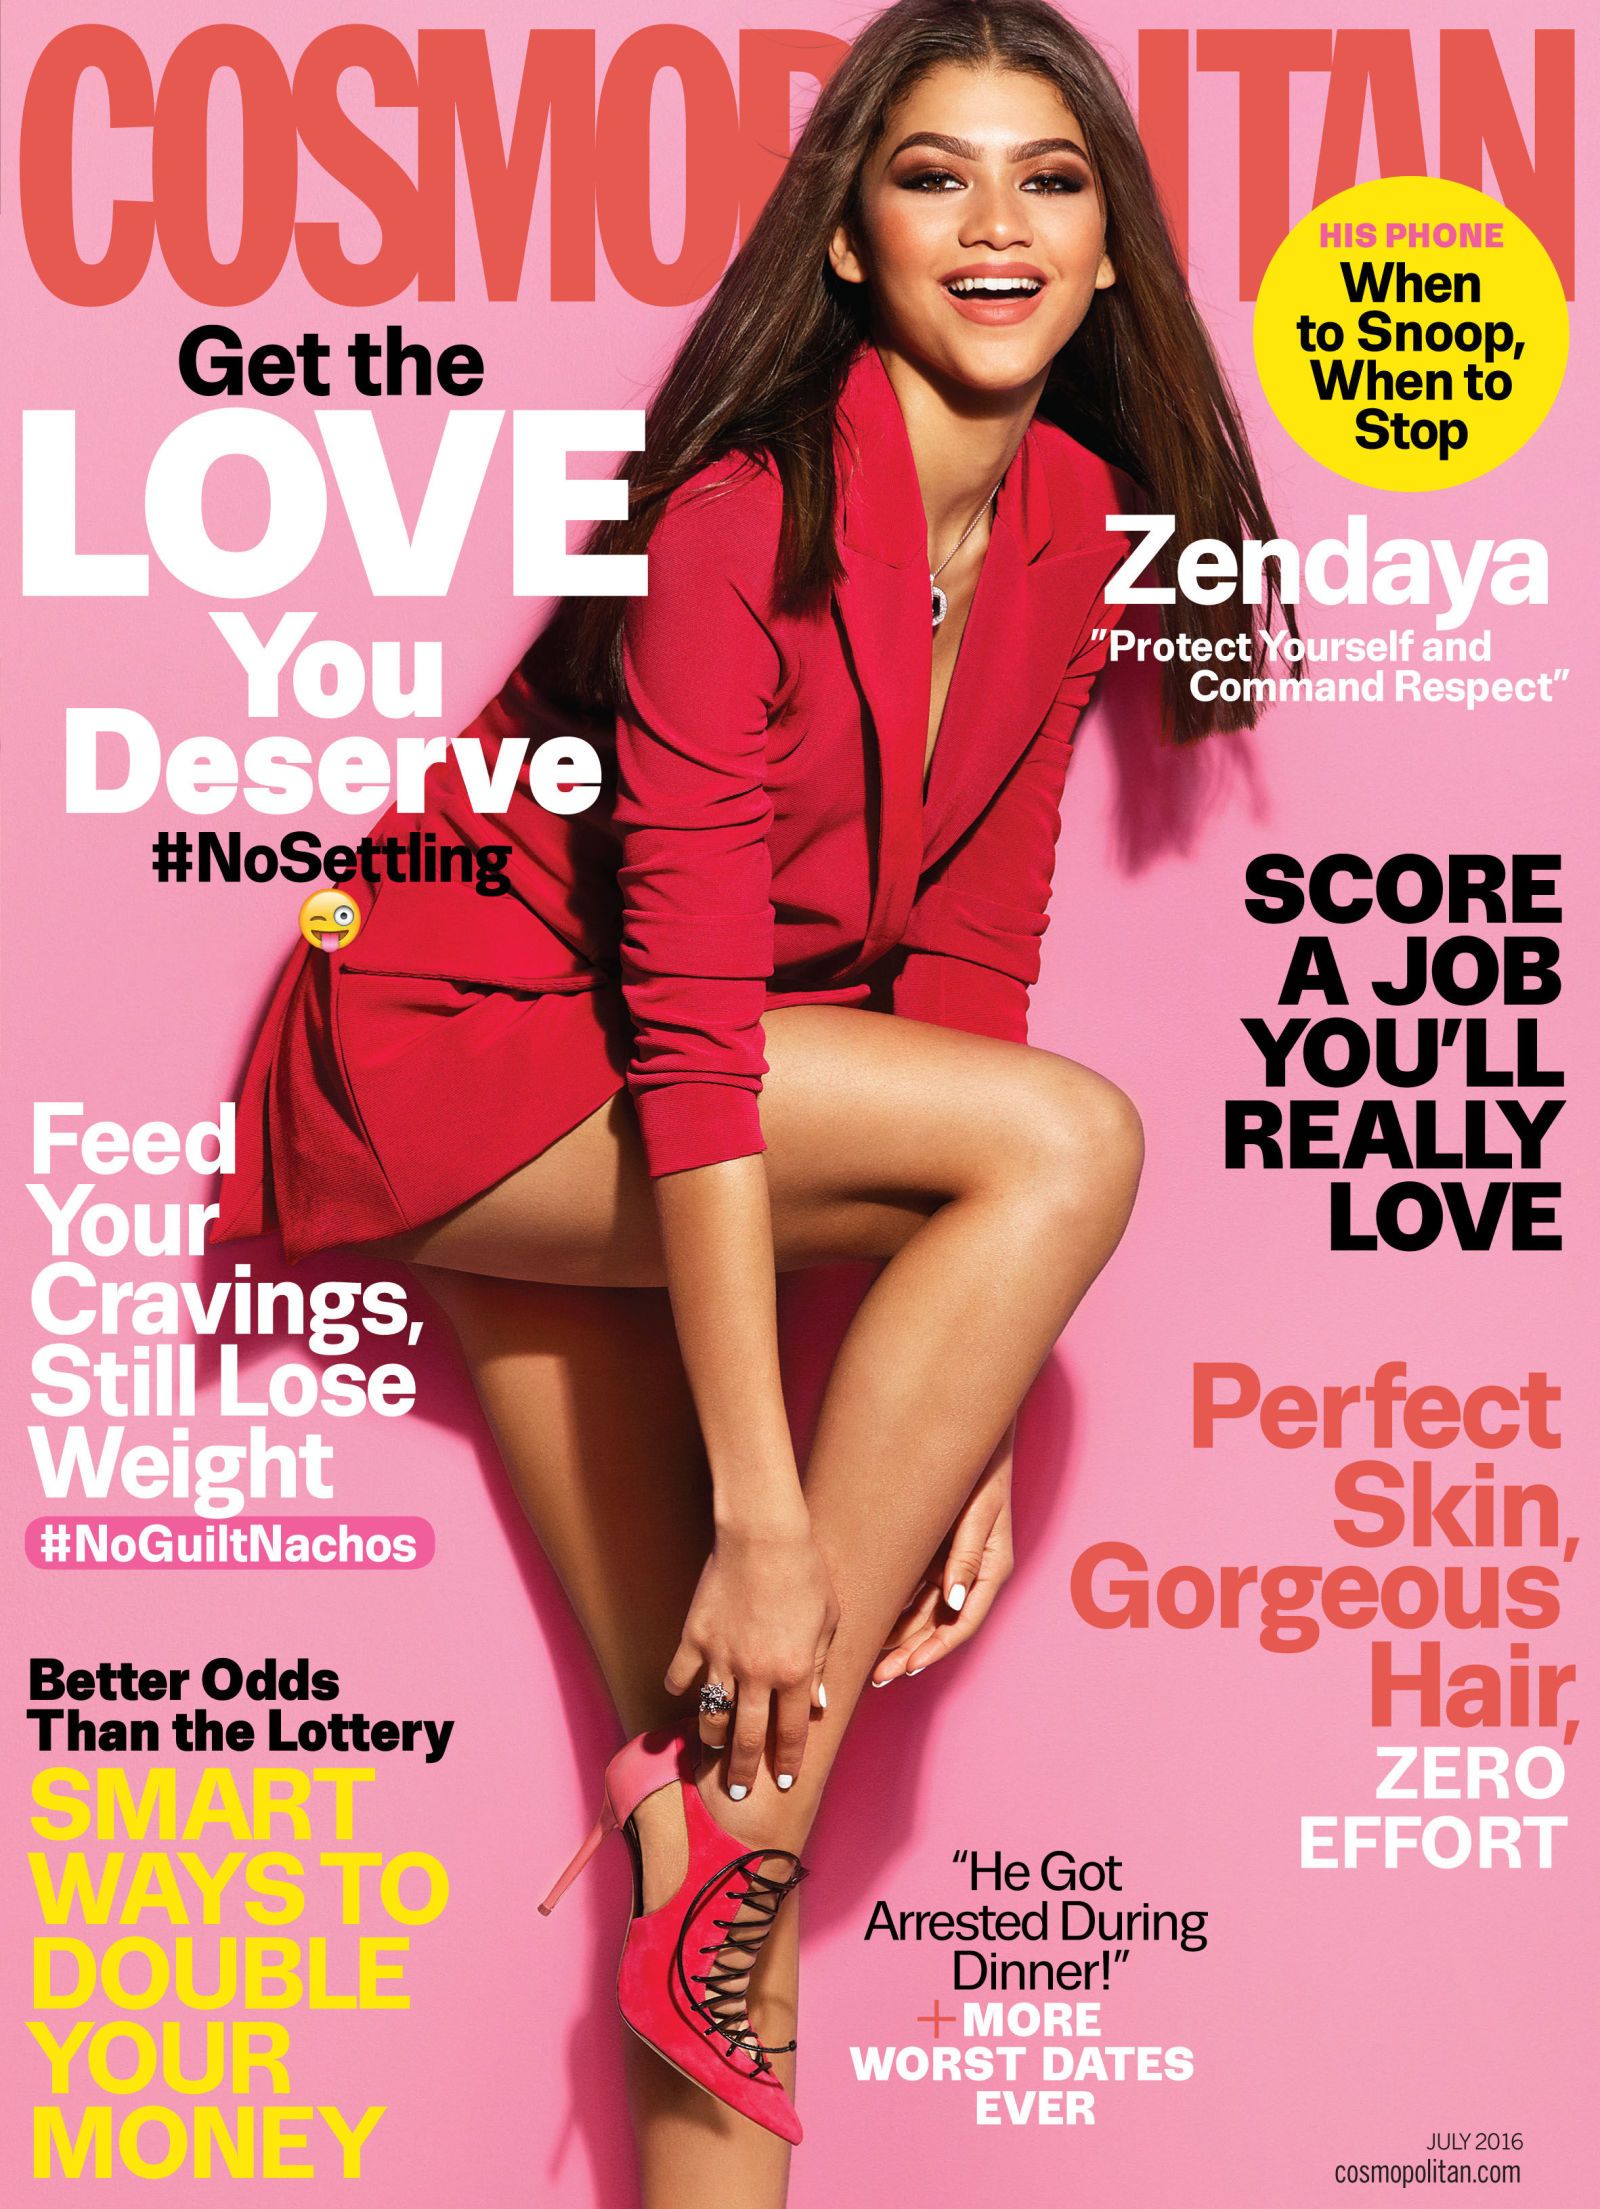 COSMOPOLITAN
HIS PHONE
When
to Snoop,
When to
Stop
Get the
LOVE
You
Deserve
#NoSettling
Zendaya
"Protect Yourself and
Command Respect"
SCORE
A JOB
YOU'LL
REALLY
LOVE
Feed
Your
Cravings,
Still Lose
Weight
#NoGuiltNachos
Perfect
Skin,
Gorgeous
Hair,
ZERO
EFFORT
Better Odds
Than the Lottery
SMART
WAYS TO
DOUBLE
YOUR
MONEY
“He Got
Arrested During
Dinner!”
+MORE
WORST DATES
EVER
JULY 2016
cosmopolitan.com